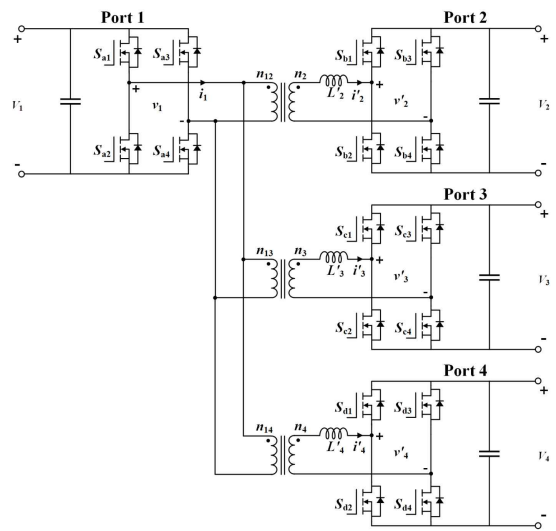 Port 1
+
Sa1
Sa3
V1
+
v1
i1
-
Sa2
Sa4
-
n12
n2
L'2
i'2
Port 2
+
Sb1
Sb3
+
v'2
-
V2
Sb2
Sb4
-
n13
n3
L'3
i'3
Port 3
+
Sc1
Sc3
+
v'3
-
V3
Sc2
Sc4
-
n14
n4
L'4
i'4
Port 4
+
Sd1
Sd3
+
v'4
-
V4
Sd2
Sd4
-